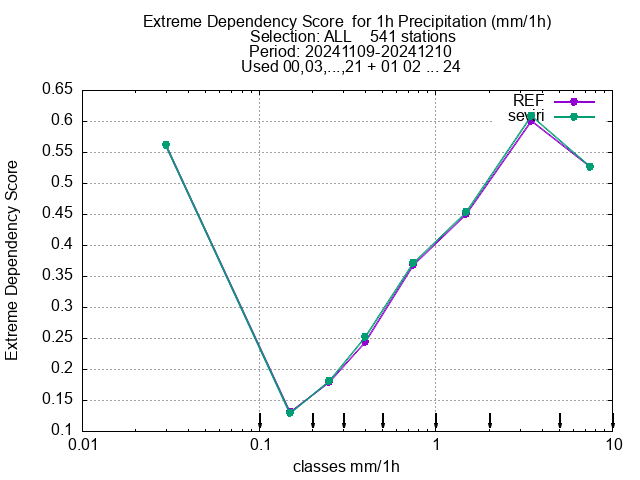 Extreme Dependency Score  for 1h Precipitation (mm/1h)
Selection: ALL    541 stations
Period: 20241109-20241210
Used 00,03,...,21 + 01 02 ... 24
REF
seviri
0.65
0.6
0.55
0.5
0.45
0.4
0.35
0.3
0.25
0.2
0.15
0.1
Extreme Dependency Score
0.01 0.1 1 10
classes mm/1h